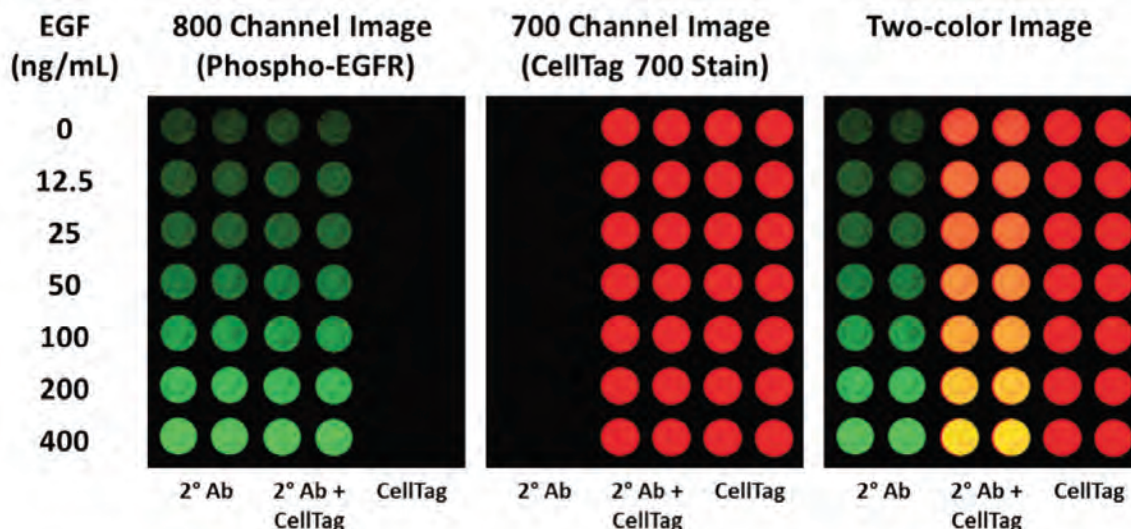 EGF
(ng/mL)
800 Channel Image
(Phospho-EGFR)
700 Channel Image
(CellTag 700 Stain)
Two-color Image
0
12.5
25
50
100
200
400
2° Ab
2° Ab +
CellTag
CellTag
2° Ab
2° Ab +
CellTag
CellTag
2° Ab
2° Ab +
CellTag
CellTag